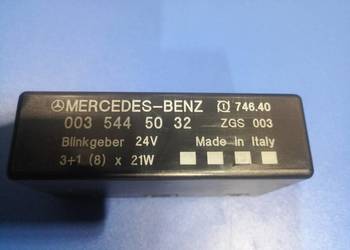 MERCEDES-BENZ 746.40
003 544 50 32 ZGS 003
Blinkgeber 24V Made in Italy
3+1 (8) x 21W